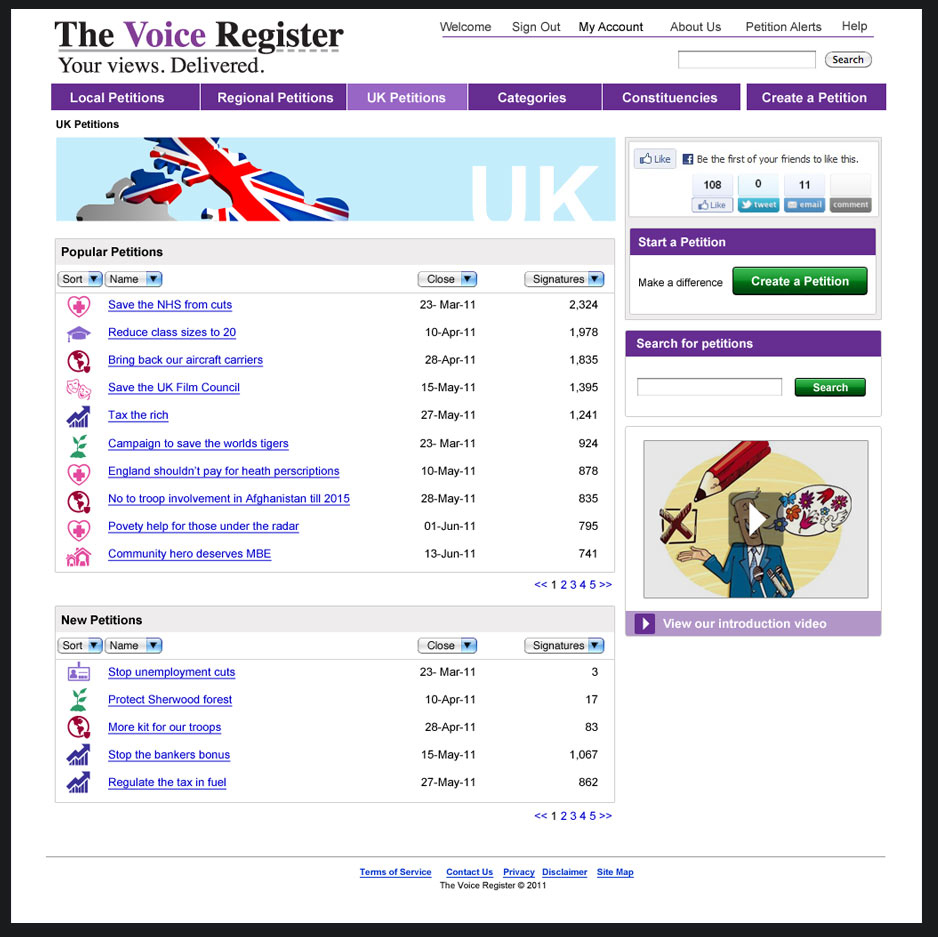 The Voice Register
Your views. Delivered.
Welcome Sign Out My Account About Us Petition Alerts Help
Search
Local Petitions Regional Petitions UK Petitions Categories Constituencies Create a Petition
UK Petitions
UK
Like Be the first of your friends to like this.
108 0 11
Like tweet email comment
Start a Petition
Make a difference Create a Petition
Search for petitions
Search
View our introduction video
Popular Petitions
Sort Name Close Signatures
Save the NHS from cuts 23- Mar-11 2,324
Reduce class sizes to 20 10-Apr-11 1,978
Bring back our aircraft carriers 28-Apr-11 1,835
Save the UK Film Council 15-May-11 1,395
Tax the rich 27-May-11 1,241
Campaign to save the worlds tigers 23- Mar-11 924
England shouldn't pay for heath perscriptions 10-May-11 878
No to troop involvement in Afghanistan till 2015 28-May-11 835
Povety help for those under the radar 01-Jun-11 795
Community hero deserves MBE 13-Jun-11 741
<< 1 2 3 4 5 >>
New Petitions
Sort Name Close Signatures
Stop unemployment cuts 23- Mar-11 3
Protect Sherwood forest 10-Apr-11 17
More kit for our troops 28-Apr-11 83
Stop the bankers bonus 15-May-11 1,067
Regulate the tax in fuel 27-May-11 862
<< 1 2 3 4 5 >>
Terms of Service Contact Us Privacy Disclaimer Site Map
The Voice Register © 2011